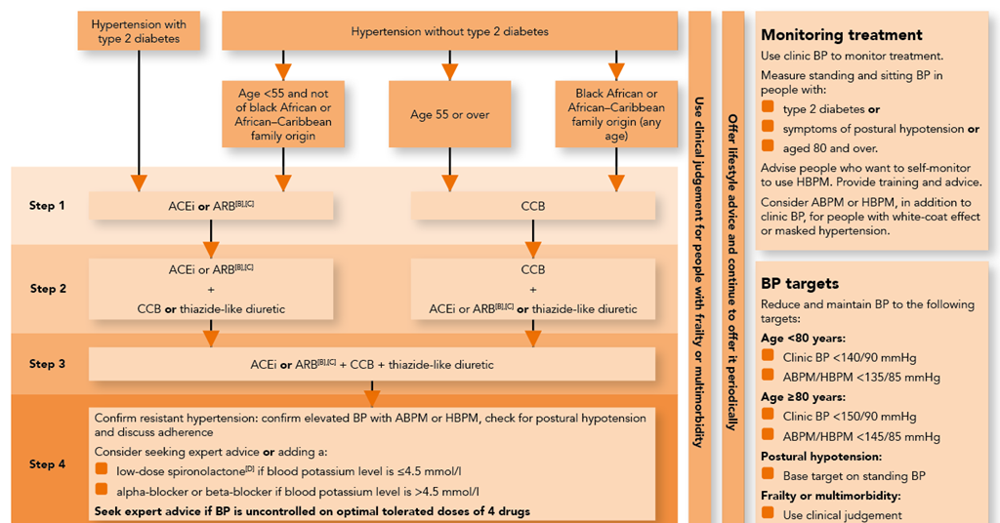 Hypertension with
type 2 diabetes
Hypertension without type 2 diabetes
Age <55 and not
of black African or
African–Caribbean
family origin
Age 55 or over
Black African or
African–Caribbean
family origin (any
age)
Step 1
ACEi or ARB[B],[C]
CCB
Step 2
ACEi or ARB[B],[C]
+
CCB or thiazide-like diuretic
CCB
+
ACEi or ARB[B],[C] or thiazide-like diuretic
Step 3
ACEi or ARB[B],[C] + CCB + thiazide-like diuretic
Step 4
Confirm resistant hypertension: confirm elevated BP with ABPM or HBPM, check for postural hypotension
and discuss adherence
Consider seeking expert advice or adding a:
low-dose spironolactone[D] if blood potassium level is ≤4.5 mmol/l
alpha-blocker or beta-blocker if blood potassium level is >4.5 mmol/l
Seek expert advice if BP is uncontrolled on optimal tolerated doses of 4 drugs
Use clinical judgement for people with frailty or multimorbidity
Offer lifestyle advice and continue to offer it periodically
Monitoring treatment
Use clinic BP to monitor treatment.
Measure standing and sitting BP in
people with:
type 2 diabetes or
symptoms of postural hypotension or
aged 80 and over.
Advise people who want to self-monitor
to use HBPM. Provide training and advice.
Consider ABPM or HBPM, in addition to
clinic BP, for people with white-coat effect
or masked hypertension.
BP targets
Reduce and maintain BP to the following
targets:
Age <80 years:
Clinic BP <140/90 mmHg
ABPM/HBPM <135/85 mmHg
Age ≥80 years:
Clinic BP <150/90 mmHg
ABPM/HBPM <145/85 mmHg
Postural hypotension:
Base target on standing BP
Frailty or multimorbidity:
Use clinical judgement